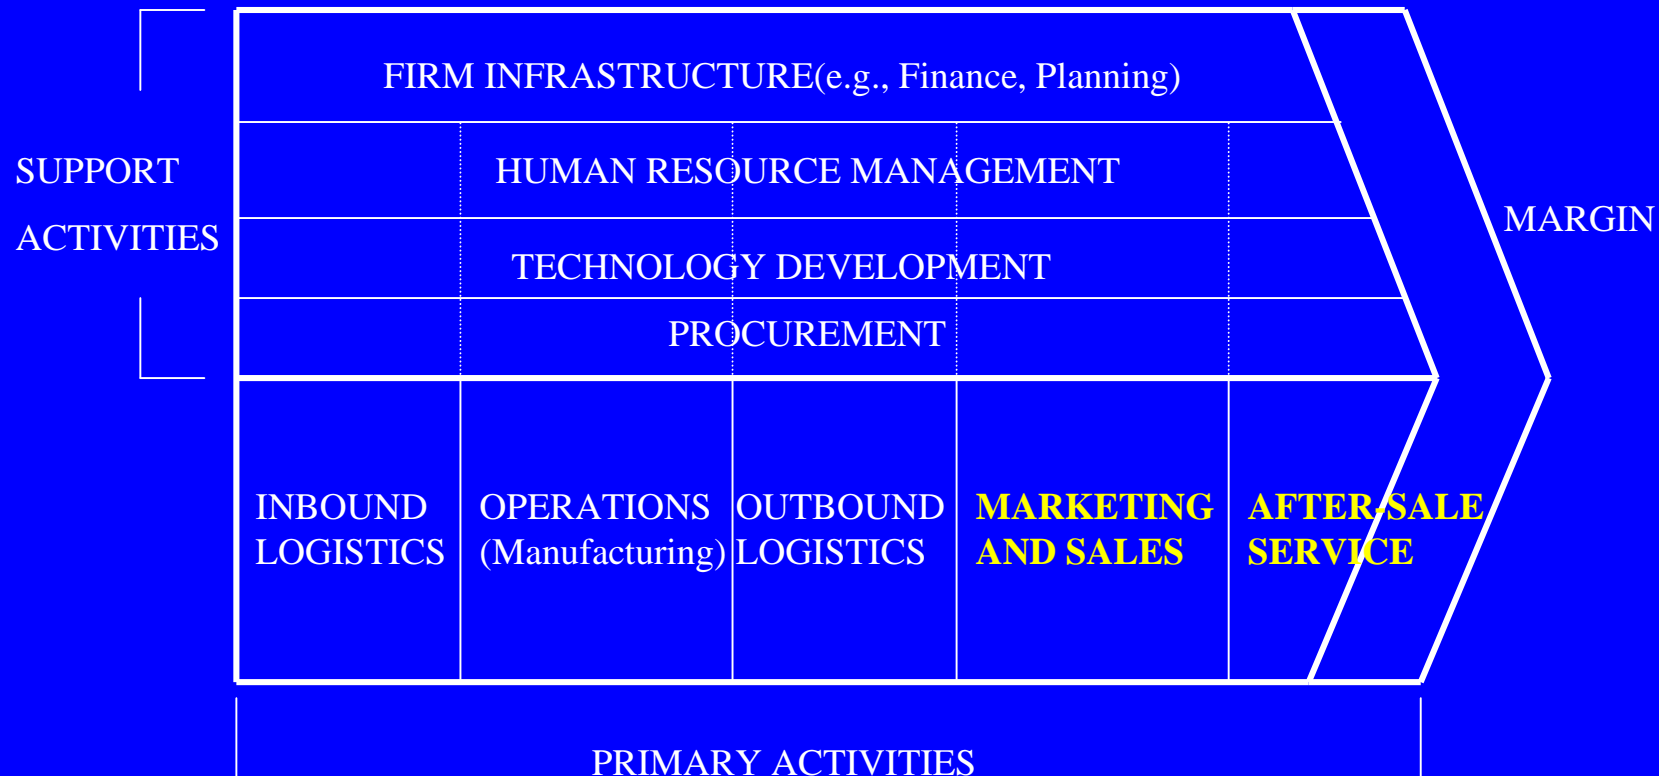 FIRM INFRASTRUCTURE(e.g., Finance, Planning)
SUPPORT
ACTIVITIES
HUMAN RESOURCE MANAGEMENT
TECHNOLOGY DEVELOPMENT
PROCUREMENT
MARGIN
INBOUND
LOGISTICS
OPERATIONS
(Manufacturing)
OUTBOUND
LOGISTICS
MARKETING
AND SALES
AFTER-SALE
SERVICE
PRIMARY ACTIVITIES